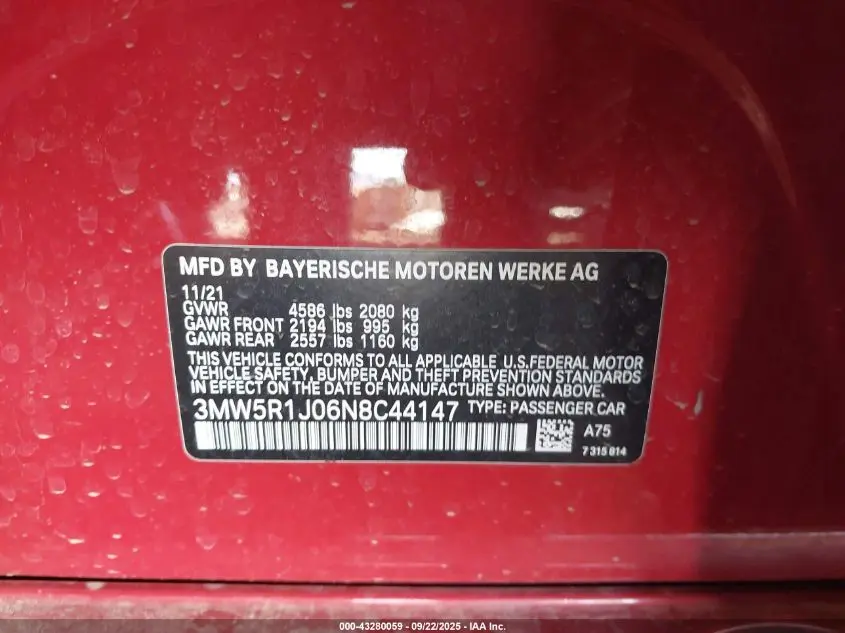 MFD BY BAYERISCHE MOTOREN WERKE AG
11/21
GVWR 4586 lbs 2080 kg
GAWR FRONT 2194 lbs 995 kg
GAWR REAR 2557 lbs 1160 kg
THIS VEHICLE CONFORMS TO ALL APPLICABLE U.S.FEDERAL MOTOR
VEHICLE SAFETY, BUMPER AND THEFT PREVENTION STANDARDS
IN EFFECT ON THE DATE OF MANUFACTURE SHOWN ABOVE.
3MW5R1J06N8C44147 TYPE: PASSENGER CAR
A75
7 315 814
000-43280059 - 09/22/2025 - IAA Inc.